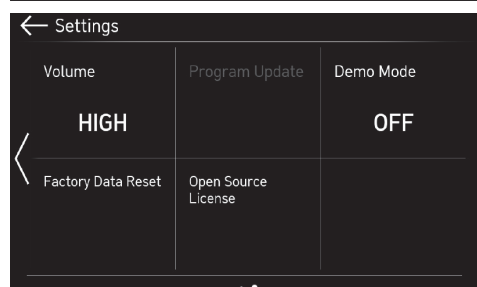 Settings
Volume
Program Update
Demo Mode
HIGH
OFF
Factory Data Reset
Open Source
License